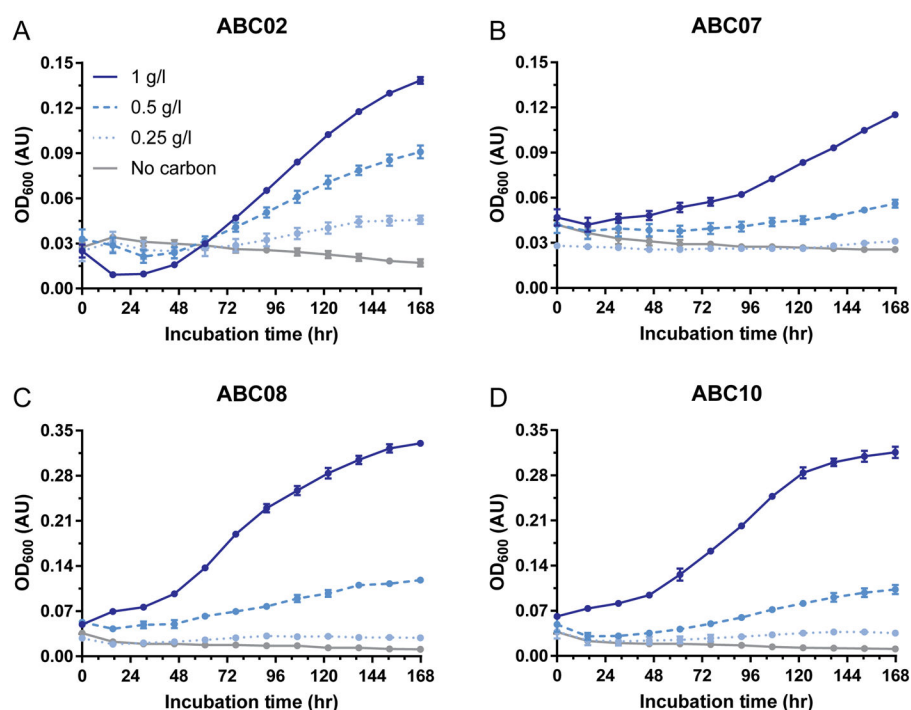 A
ABC02
OD600 (AU)
0.15
0.12
0.09
0.06
0.03
0.00
1 g/l
0.5 g/l
0.25 g/l
No carbon
0 24 48 72 96 120 144 168
Incubation time (hr)
B
ABC07
OD600 (AU)
0.15
0.12
0.09
0.06
0.03
0.00
0 24 48 72 96 120 144 168
Incubation time (hr)
C
ABC08
OD600 (AU)
0.35
0.28
0.21
0.14
0.07
0.00
0 24 48 72 96 120 144 168
Incubation time (hr)
D
ABC10
OD600 (AU)
0.35
0.28
0.21
0.14
0.07
0.00
0 24 48 72 96 120 144 168
Incubation time (hr)